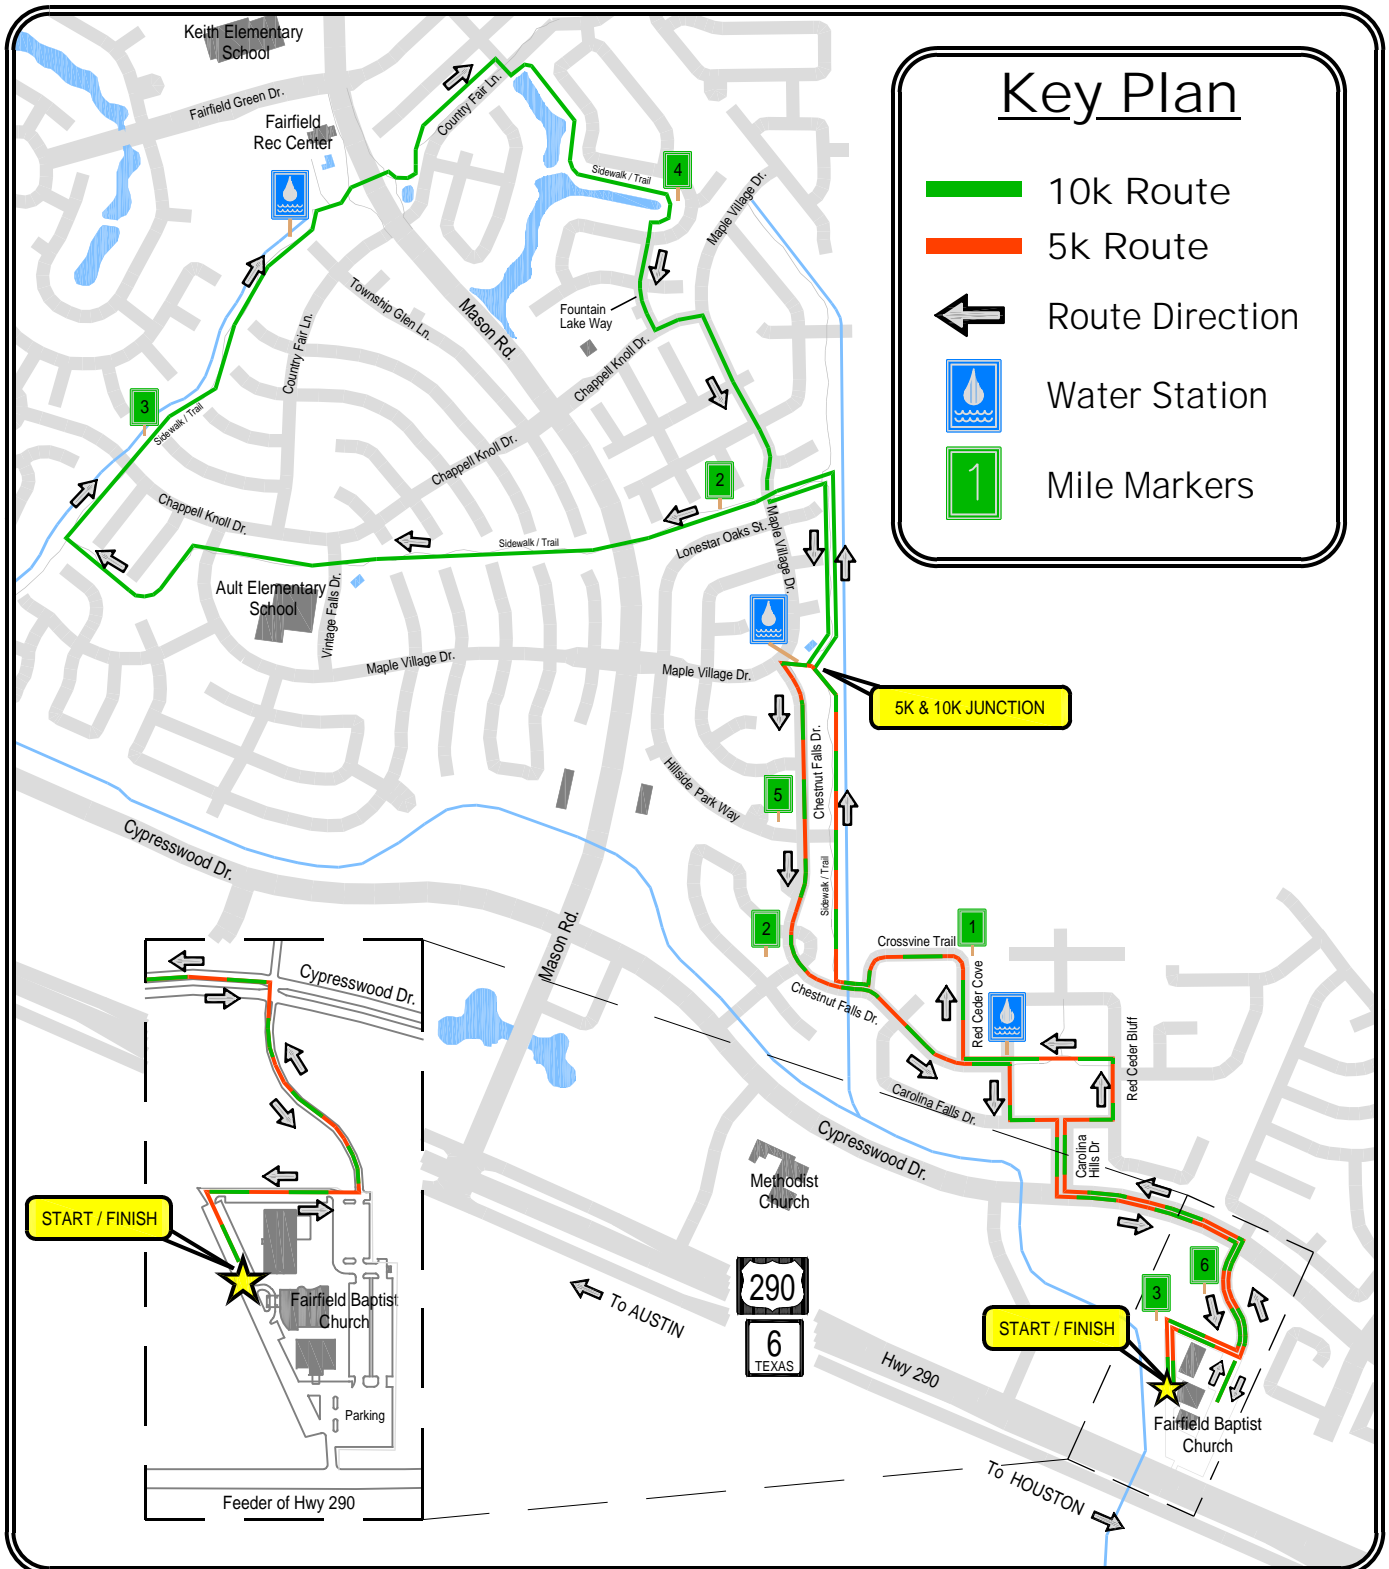 Keith Elementary
School
Fairfield Green Dr.
Fairfield
Rec Center
Country Fair Ln.
Sidewalk / Trail
4
Maple Village Dr.
Key Plan
10k Route
5k Route
Route Direction
Water Station
1
Mile Markers
Township Glen Ln.
Mason Rd.
Fountain
Lake Way
Country Fair Ln.
Chappell Knoll Dr.
3
Sidewalk / Trail
Chappell Knoll Dr.
2
Chappell Knoll Dr.
Lonestar Oaks St.
Maple Village Dr.
Sidewalk / Trail
Ault Elementary
School
Vintage Falls Dr.
Maple Village Dr.
Maple Village Dr.
5K & 10K JUNCTION
Chestnut Falls Dr.
Hillside Park Way
5
Cypresswood Dr.
Sidewalk / Trail
2
Crossvine Trail
1
Mason Rd.
Cypresswood Dr.
Chestnut Falls Dr.
Red Ceder Cove
Red Ceder Bluff
Carolina Falls Dr.
Cypresswood Dr.
Carolina
Hills Dr
Methodist
Church
START / FINISH
Fairfield Baptist
Church
Parking
Feeder of Hwy 290
To AUSTIN
290
6
TEXAS
Hwy 290
START / FINISH
3
6
Fairfield Baptist
Church
To HOUSTON